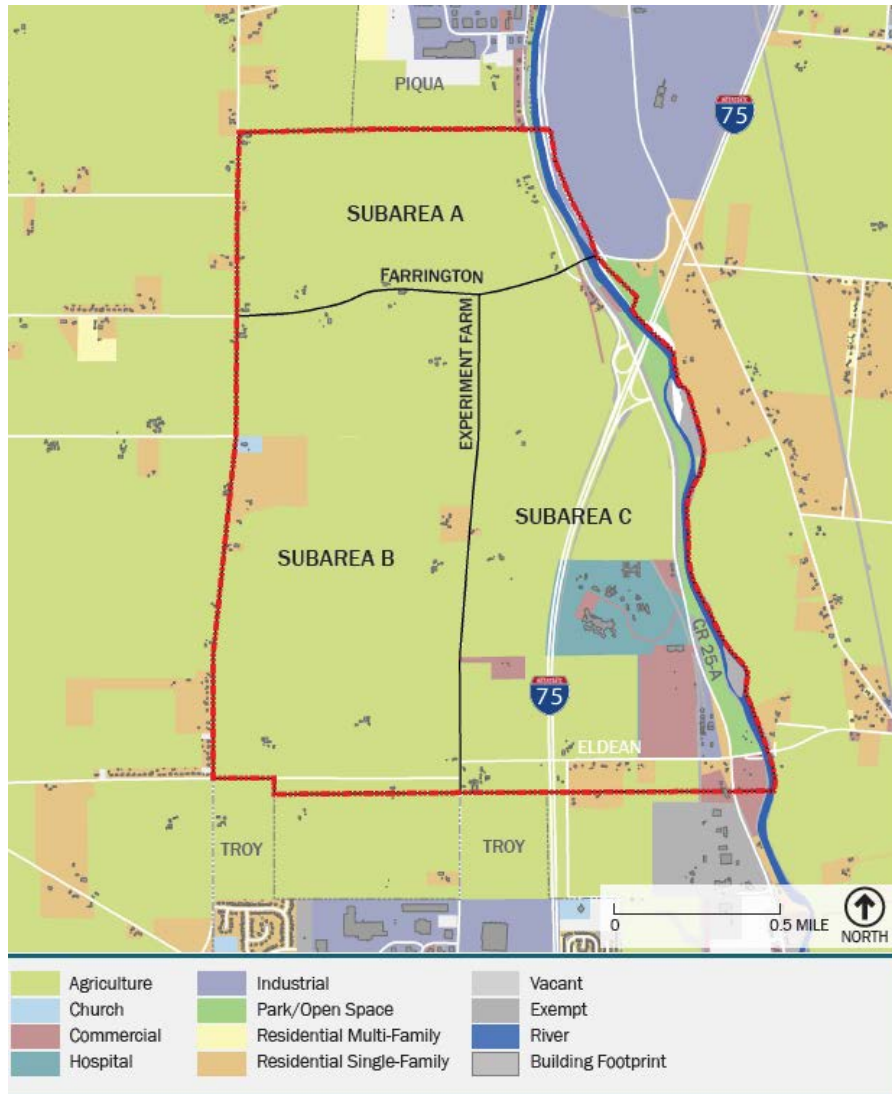 PIQUA
INTERSTATE
75
SUBAREA A
FARRINGTON
EXPERIMENT FARM
SUBAREA C
SUBAREA B
CR 25-A
INTERSTATE
75
ELDEAN
TROY
TROY
0
0.5 MILE
NORTH
Agriculture
Church
Commercial
Hospital
Industrial
Park/Open Space
Residential Multi-Family
Residential Single-Family
Vacant
Exempt
River
Building Footprint